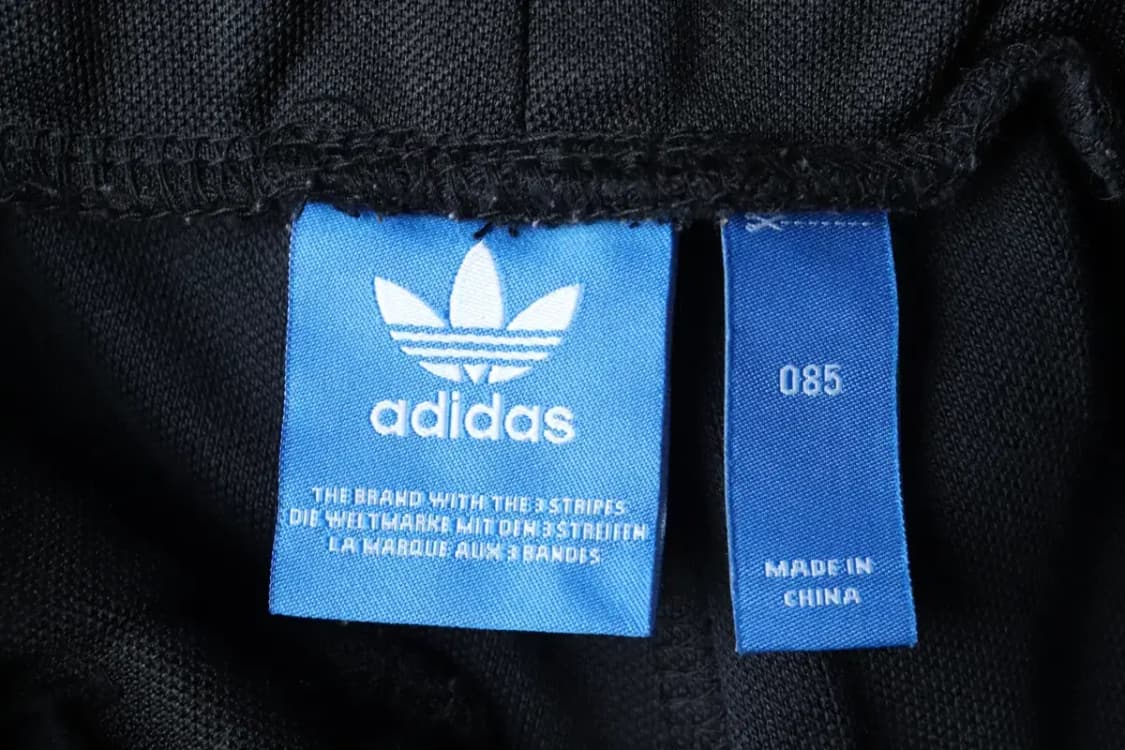 adidas
THE BRAND WITH THE 3 STRIPES
DIE WELTMARKE MIT DEN 3 STREIFEN
LA MARQUE AUX 3 BANDES
085
MADE IN
CHINA